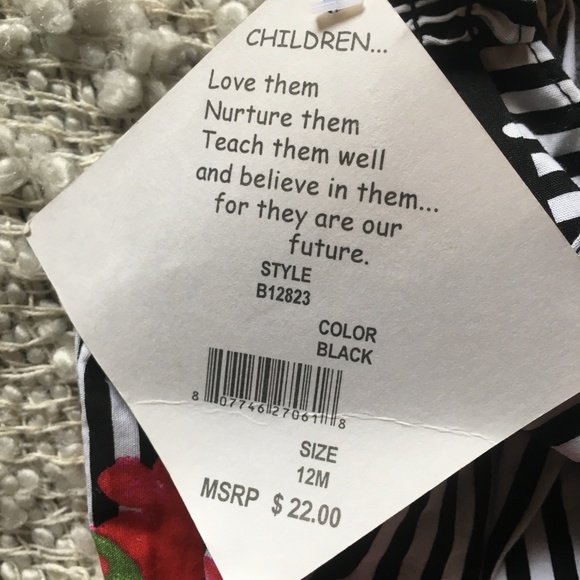 CHILDREN...
Love them
Nurture them
Teach them well
and believe in them...
for they are our
future.
STYLE
B12823
COLOR
BLACK
8 07746 27061 8
SIZE
12M
MSRP $ 22.00